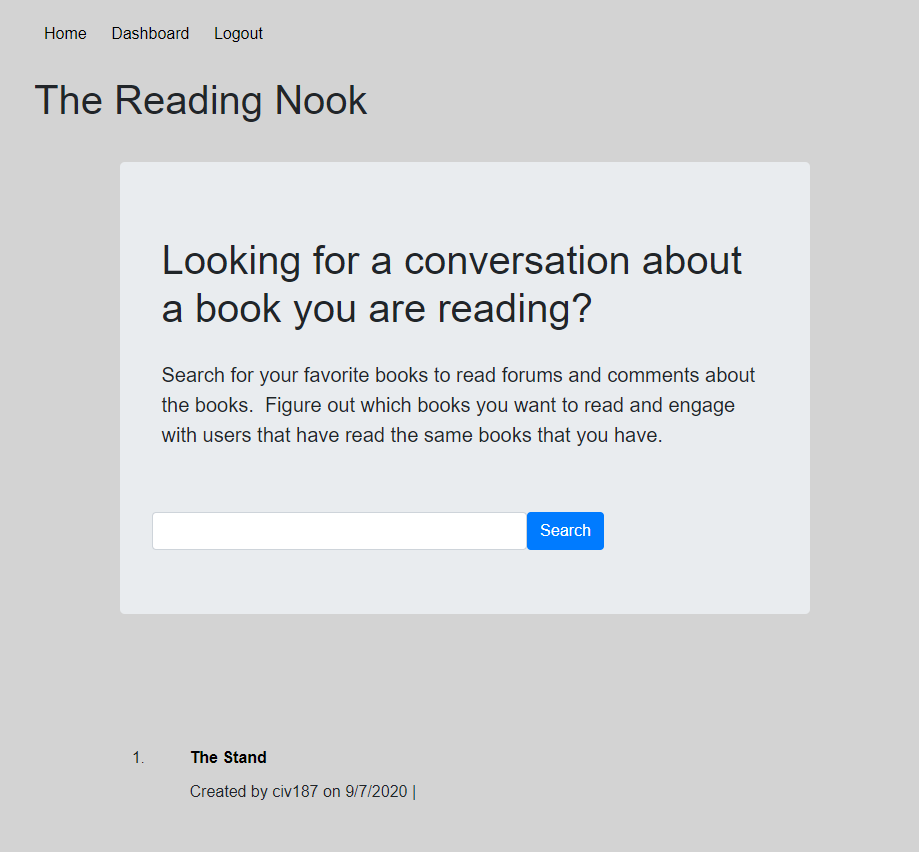 Home Dashboard Logout
The Reading Nook
Looking for a conversation about
a book you are reading?
Search for your favorite books to read forums and comments about
the books.  Figure out which books you want to read and engage
with users that have read the same books that you have.
Search
1. The Stand
Created by civ187 on 9/7/2020 |